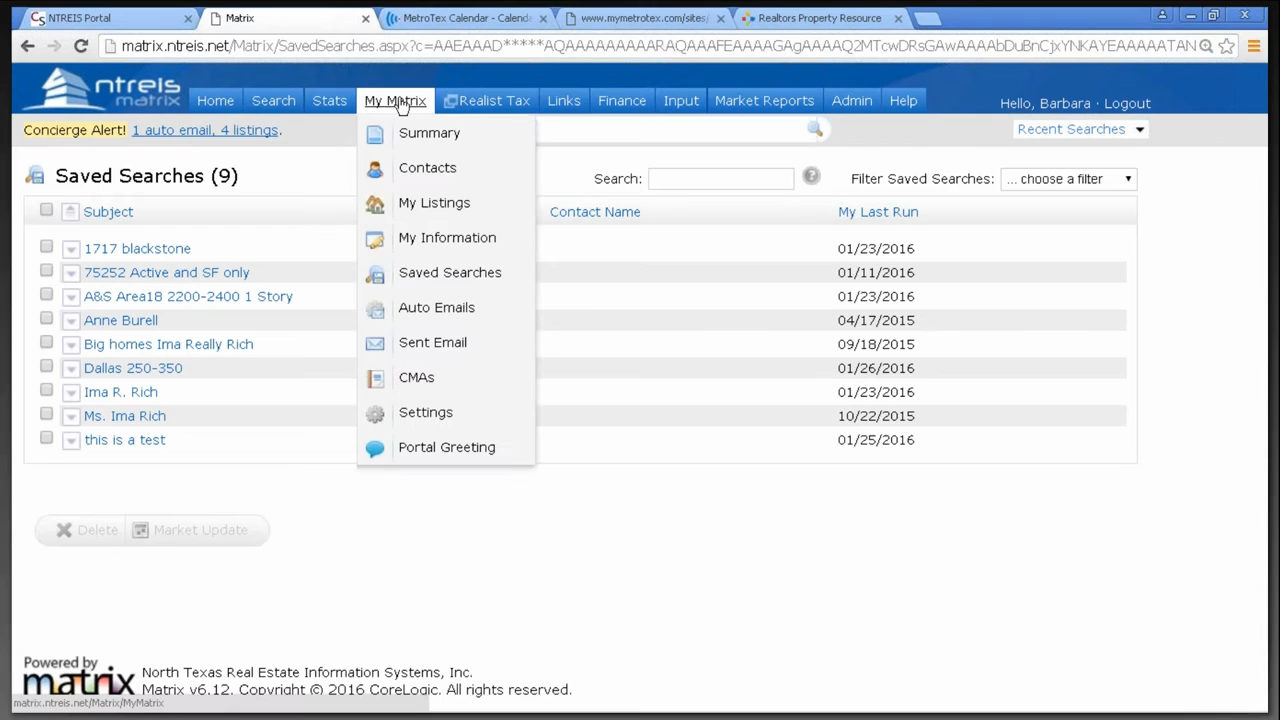 NTREIS Portal
Matrix
MetroTex Calendar - Calend
www.mymetrotex.com/sites/
Realtors Property Resource
matrix.ntreis.net/Matrix/SavedSearches.aspx?c=
ntreis
matrix
Home
Search
Stats
My Matrix
Realist Tax
Links
Finance
Input
Market Reports
Admin
Help
Hello, Barbara • Logout
Concierge Alert! 1 auto email, 4 listings.
Recent Searches
Summary
Contacts
My Listings
My Information
Saved Searches
Auto Emails
Sent Email
CMAs
Settings
Portal Greeting
Saved Searches (9)
Search:
Filter Saved Searches:
... choose a filter
Subject
Contact Name
My Last Run
1717 blackstone 01/23/2016
75252 Active and SF only 01/11/2016
A&S Area18 2200-2400 1 Story 01/23/2016
Anne Burell 04/17/2015
Big homes Ima Really Rich 09/18/2015
Dallas 250-350 01/26/2016
Ima R. Rich 01/23/2016
Ms. Ima Rich 10/22/2015
this is a test 01/25/2016
Delete
Market Update
Powered by
matrix
North Texas Real Estate Information Systems, Inc.
Matrix v6.12. Copyright © 2016 CoreLogic. All rights reserved.
matrix.ntreis.net/Matrix/MyMatrix